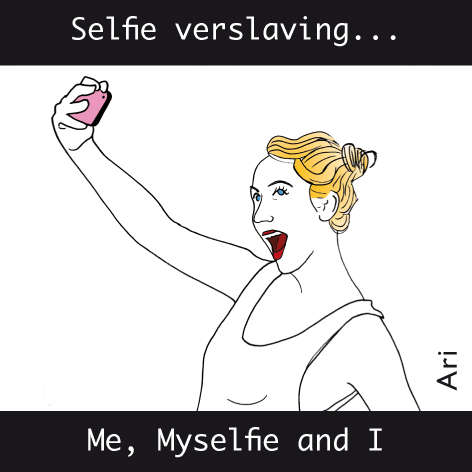 Selfie verslaving...
Ari
Me, Myselfie and I